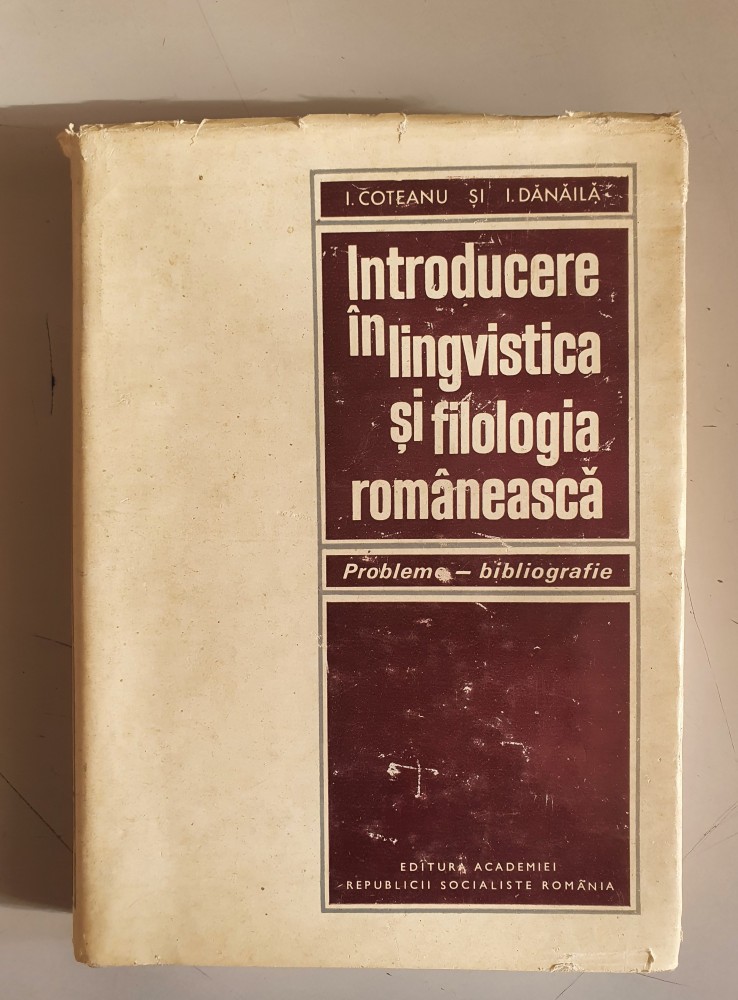 I. COTEANU ȘI I. DĂNĂILĂ
Introducere
în lingvistica
și filologia
românească
Probleme – bibliografie
EDITURA ACADEMIEI
REPUBLICII SOCIALISTE ROMÂNIA